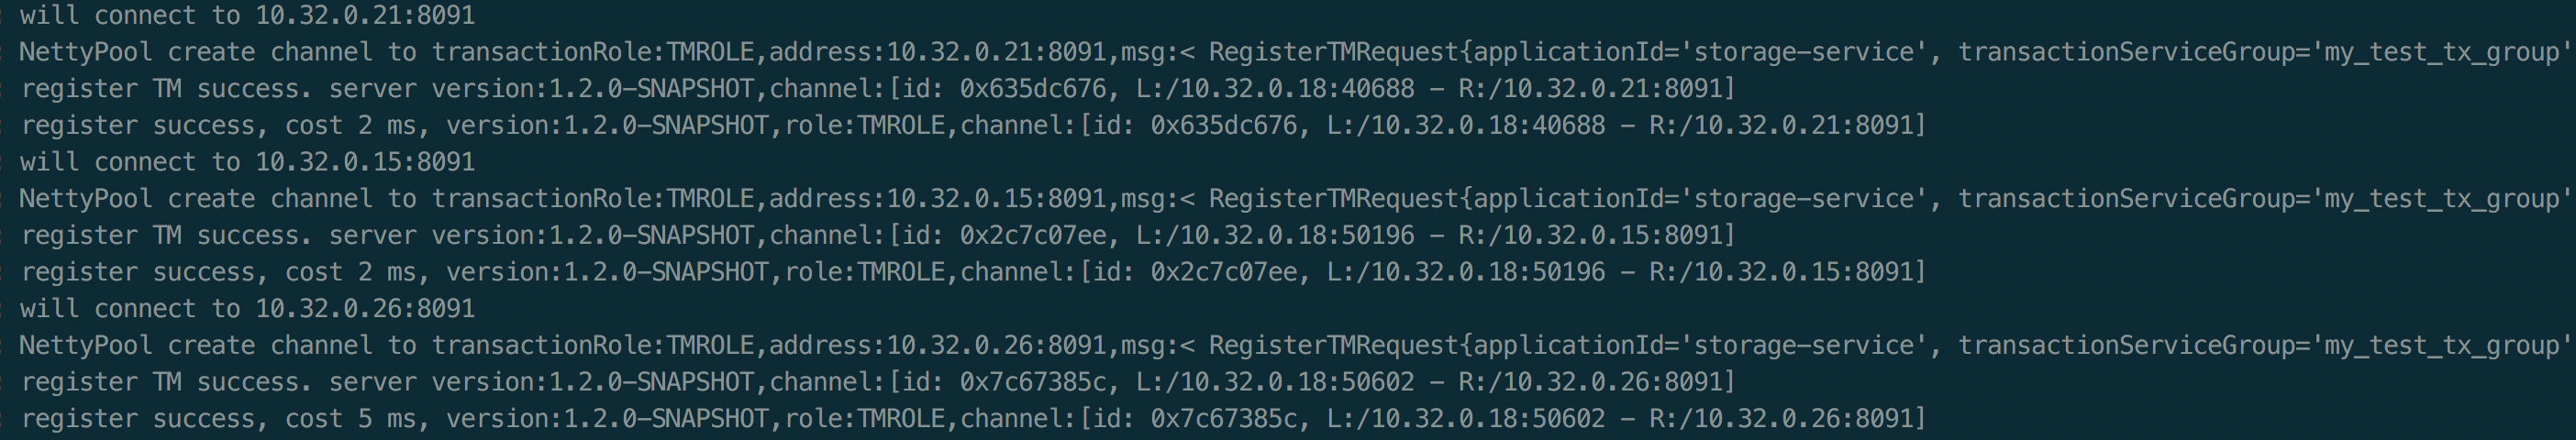 : will connect to 10.32.0.21:8091
: NettyPool create channel to transactionRole:TMROLE,address:10.32.0.21:8091,msg:< RegisterTMRequest{applicationId='storage-service', transactionServiceGroup='my_test_tx_group'
: register TM success. server version:1.2.0-SNAPSHOT,channel:[id: 0x635dc676, L:/10.32.0.18:40688 - R:/10.32.0.21:8091]
: register success, cost 2 ms, version:1.2.0-SNAPSHOT,role:TMROLE,channel:[id: 0x635dc676, L:/10.32.0.18:40688 - R:/10.32.0.21:8091]
: will connect to 10.32.0.15:8091
: NettyPool create channel to transactionRole:TMROLE,address:10.32.0.15:8091,msg:< RegisterTMRequest{applicationId='storage-service', transactionServiceGroup='my_test_tx_group'
: register TM success. server version:1.2.0-SNAPSHOT,channel:[id: 0x2c7c07ee, L:/10.32.0.18:50196 - R:/10.32.0.15:8091]
: register success, cost 2 ms, version:1.2.0-SNAPSHOT,role:TMROLE,channel:[id: 0x2c7c07ee, L:/10.32.0.18:50196 - R:/10.32.0.15:8091]
: will connect to 10.32.0.26:8091
: NettyPool create channel to transactionRole:TMROLE,address:10.32.0.26:8091,msg:< RegisterTMRequest{applicationId='storage-service', transactionServiceGroup='my_test_tx_group'
: register TM success. server version:1.2.0-SNAPSHOT,channel:[id: 0x7c67385c, L:/10.32.0.18:50602 - R:/10.32.0.26:8091]
: register success, cost 5 ms, version:1.2.0-SNAPSHOT,role:TMROLE,channel:[id: 0x7c67385c, L:/10.32.0.18:50602 - R:/10.32.0.26:8091]